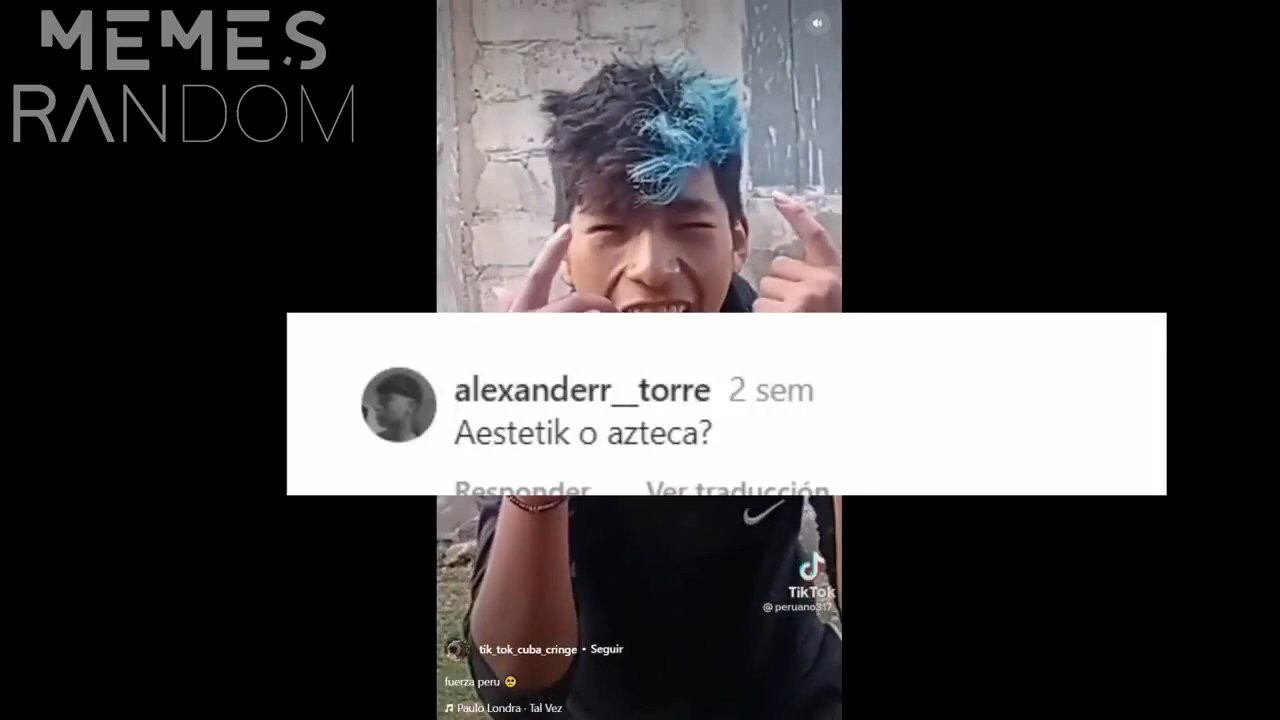 MEMES
RANDOM
alexanderr__torre 2 sem
Aestetik o azteca?
Responder Ver traducción
TikTok
@peruano317_
tik_tok_cuba_cringe • Seguir
fuerza peru 🥺
Paulo Londra · Tal Vez